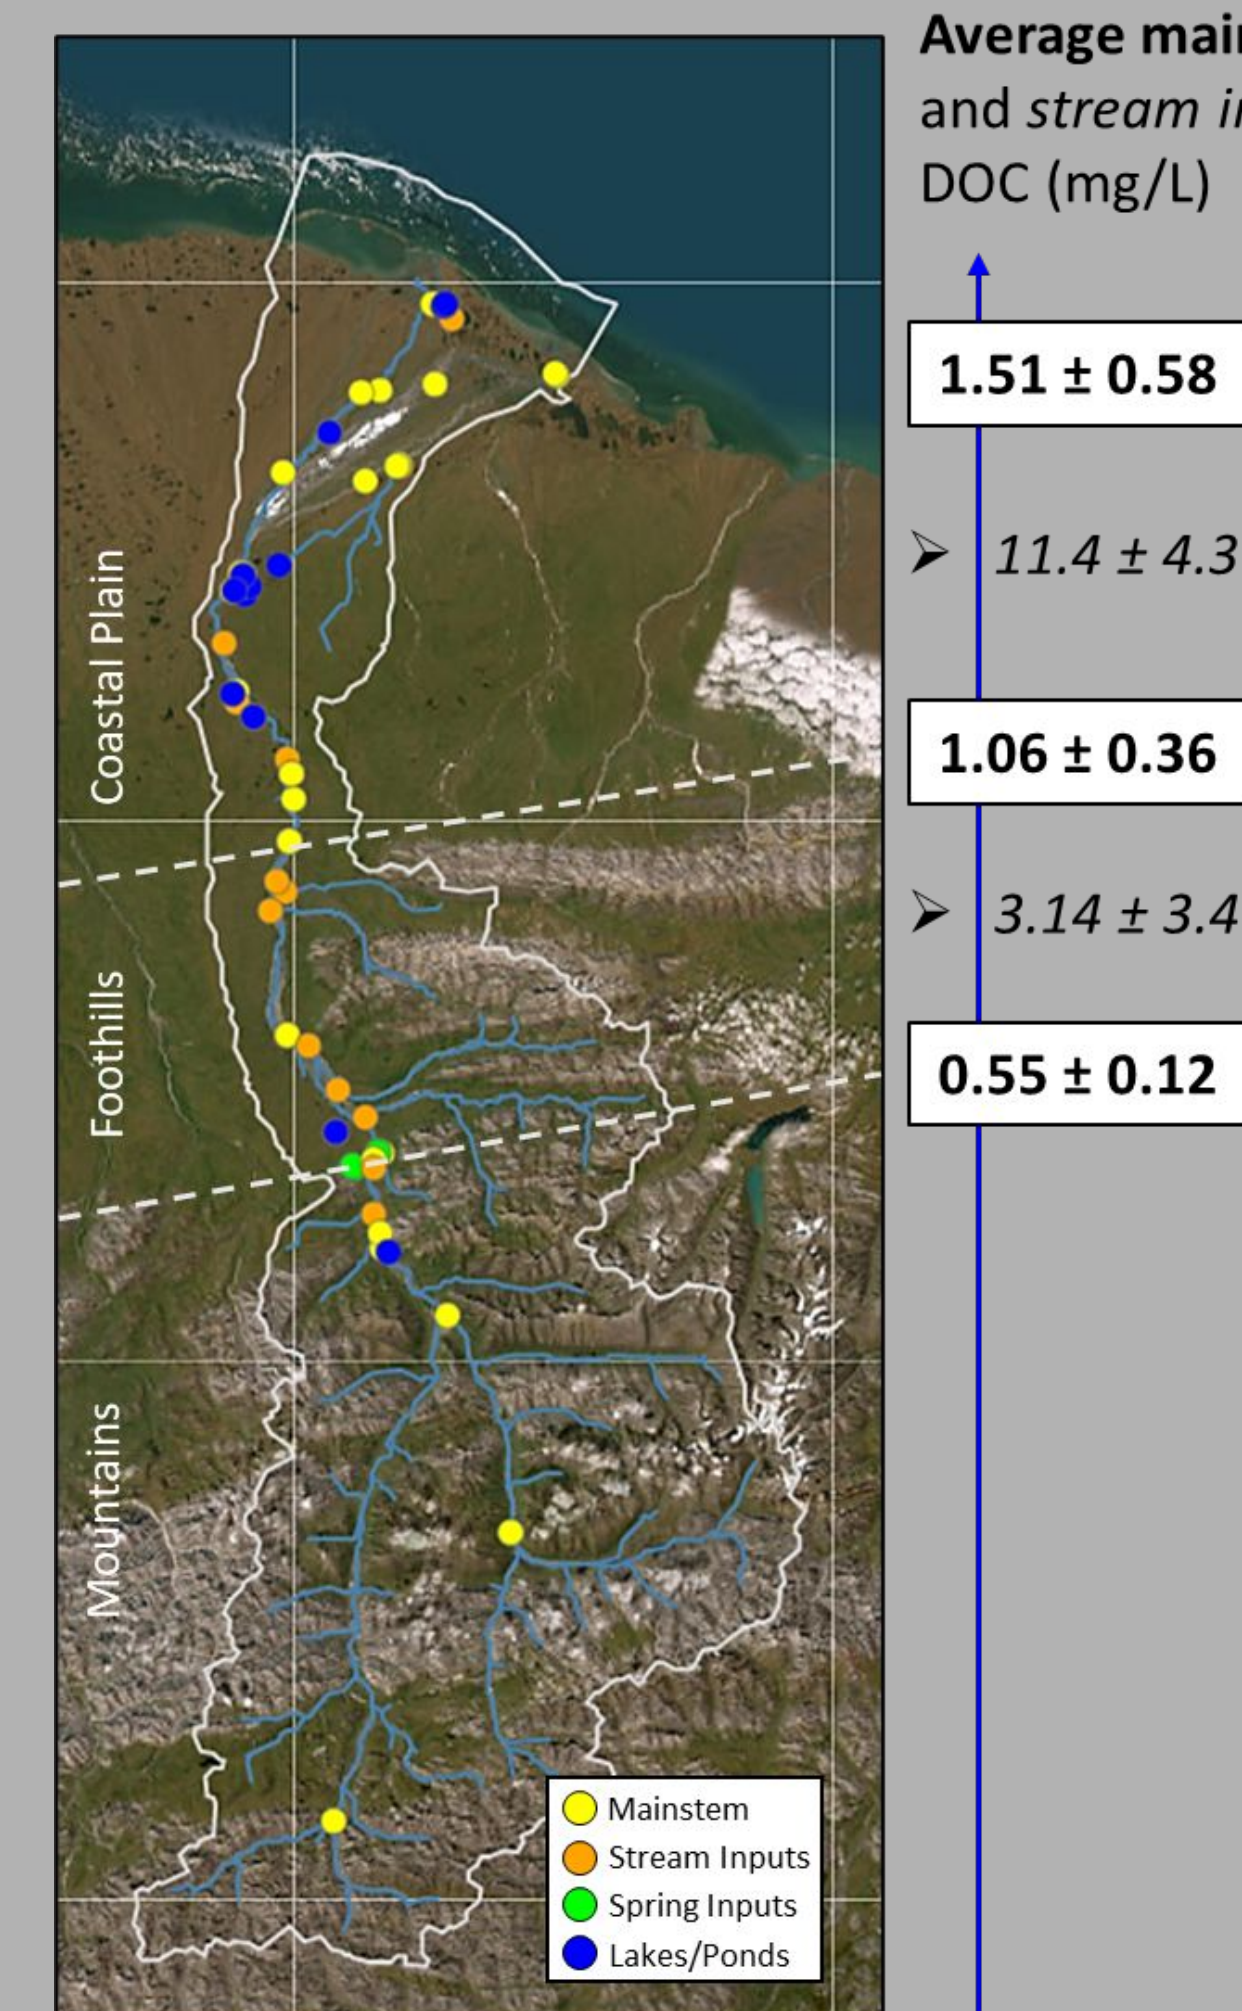 Average
and stream
DOC (mg/L)
1.51 ± 0.58
➢ 11.4 ± 4.3
1.06 ± 0.36
➢ 3.14 ± 3.4
0.55 ± 0.12
Coastal Plain
Foothills
Mountains
Mainstem
Stream Inputs
Spring Inputs
Lakes/Ponds